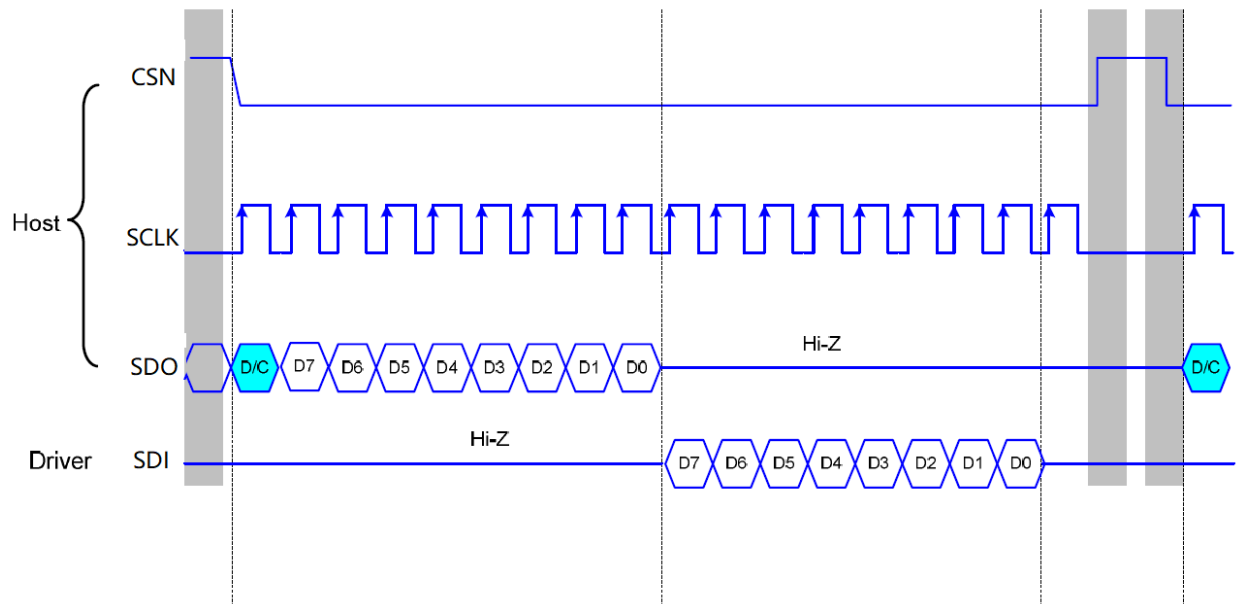 CSN
Host
SCLK
Hi-Z
SDO D/C D7 D6 D5 D4 D3 D2 D1 D0 D/C
Hi-Z
Driver SDI D7 D6 D5 D4 D3 D2 D1 D0